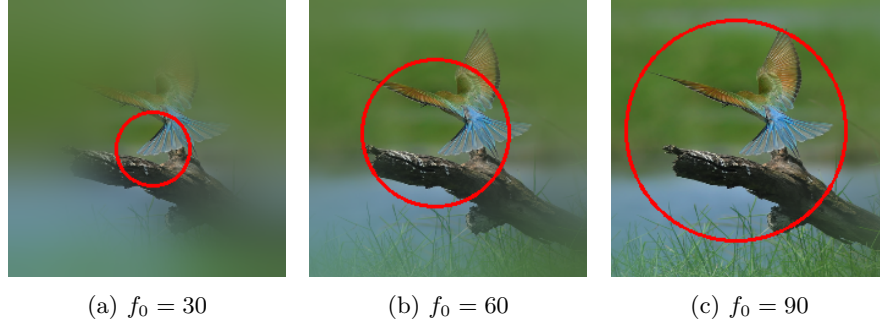 (a) f₀ = 30
(b) f₀ = 60
(c) f₀ = 90